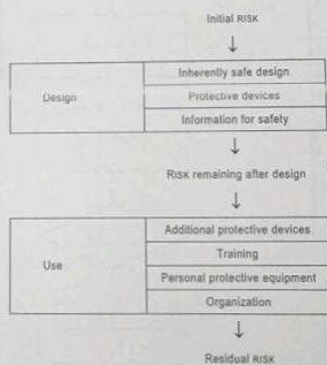 Initial RISK
Design
Inherently safe design
Protective devices
Information for safety
RISK remaining after design
Use
Additional protective devices
Training
Personal protective equipment
Organization
Residual RISK